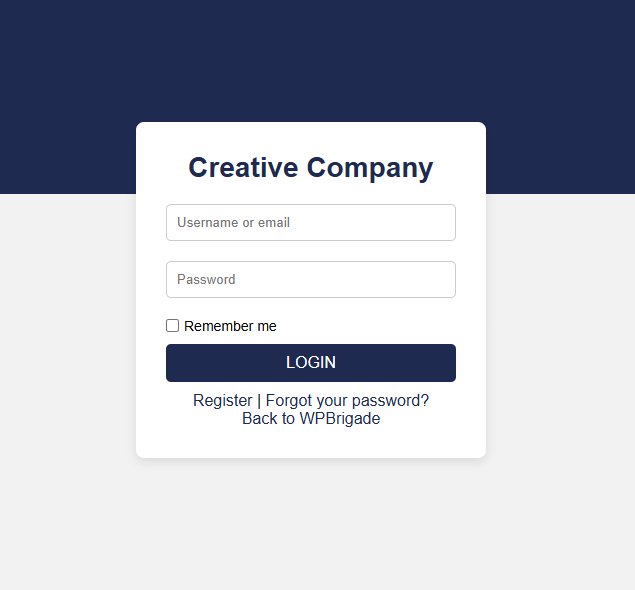 Creative Company
Username or email
Password
Remember me
LOGIN
Register | Forgot your password?
Back to WPBrigade